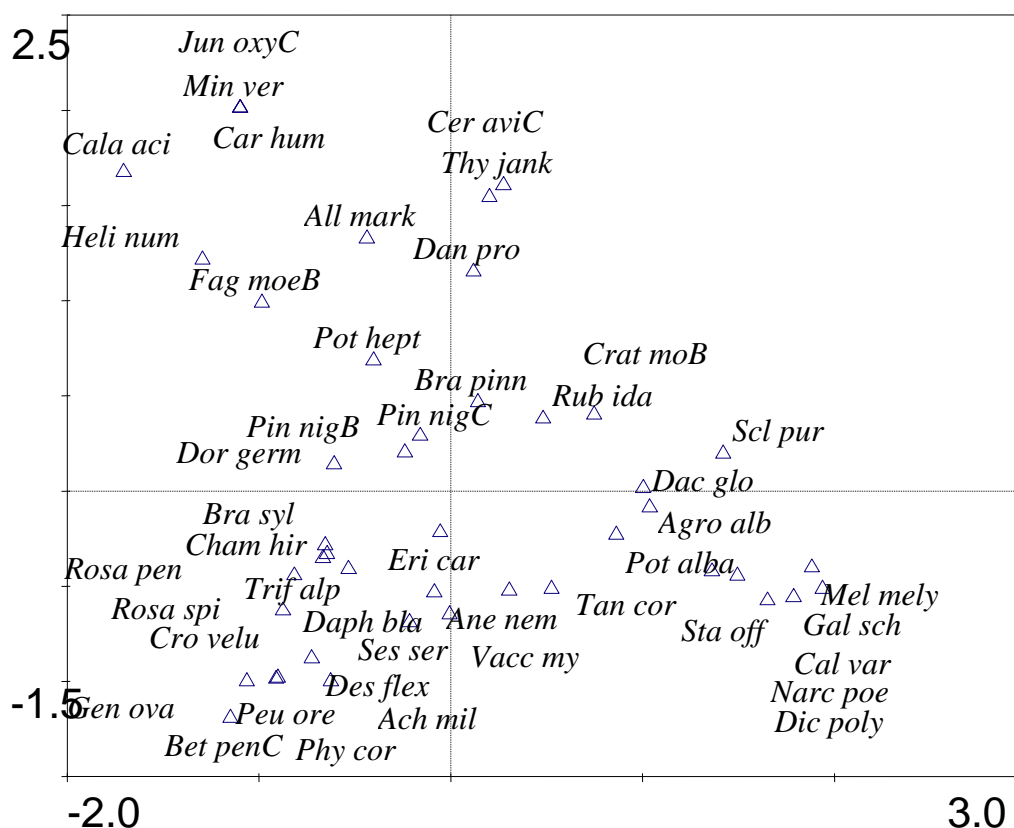 2.5
Jun oxyC
Min ver
Car hum
Cer aviC
Cala aci
Thy jank
All mark
Heli num
Dan pro
Fag moeB
Pot hept
Crat moB
Bra pinn
Rub ida
Pin nigC
Pin nigB
Scl pur
Dor germ
Dac glo
Bra syl
Agro alb
Cham hir
Eri car
Pot alba
Rosa pen
Trif alp
Mel mely
Rosa spi
Tan cor
Daph bla
Ane nem
Gal sch
Sta off
Cro velu
Ses ser
Vacc my
Cal var
Des flex
Narc poe
-1.5
Gen ova
Peu ore
Ach mil
Dic poly
Bet penC
Phy cor
-2.0
3.0